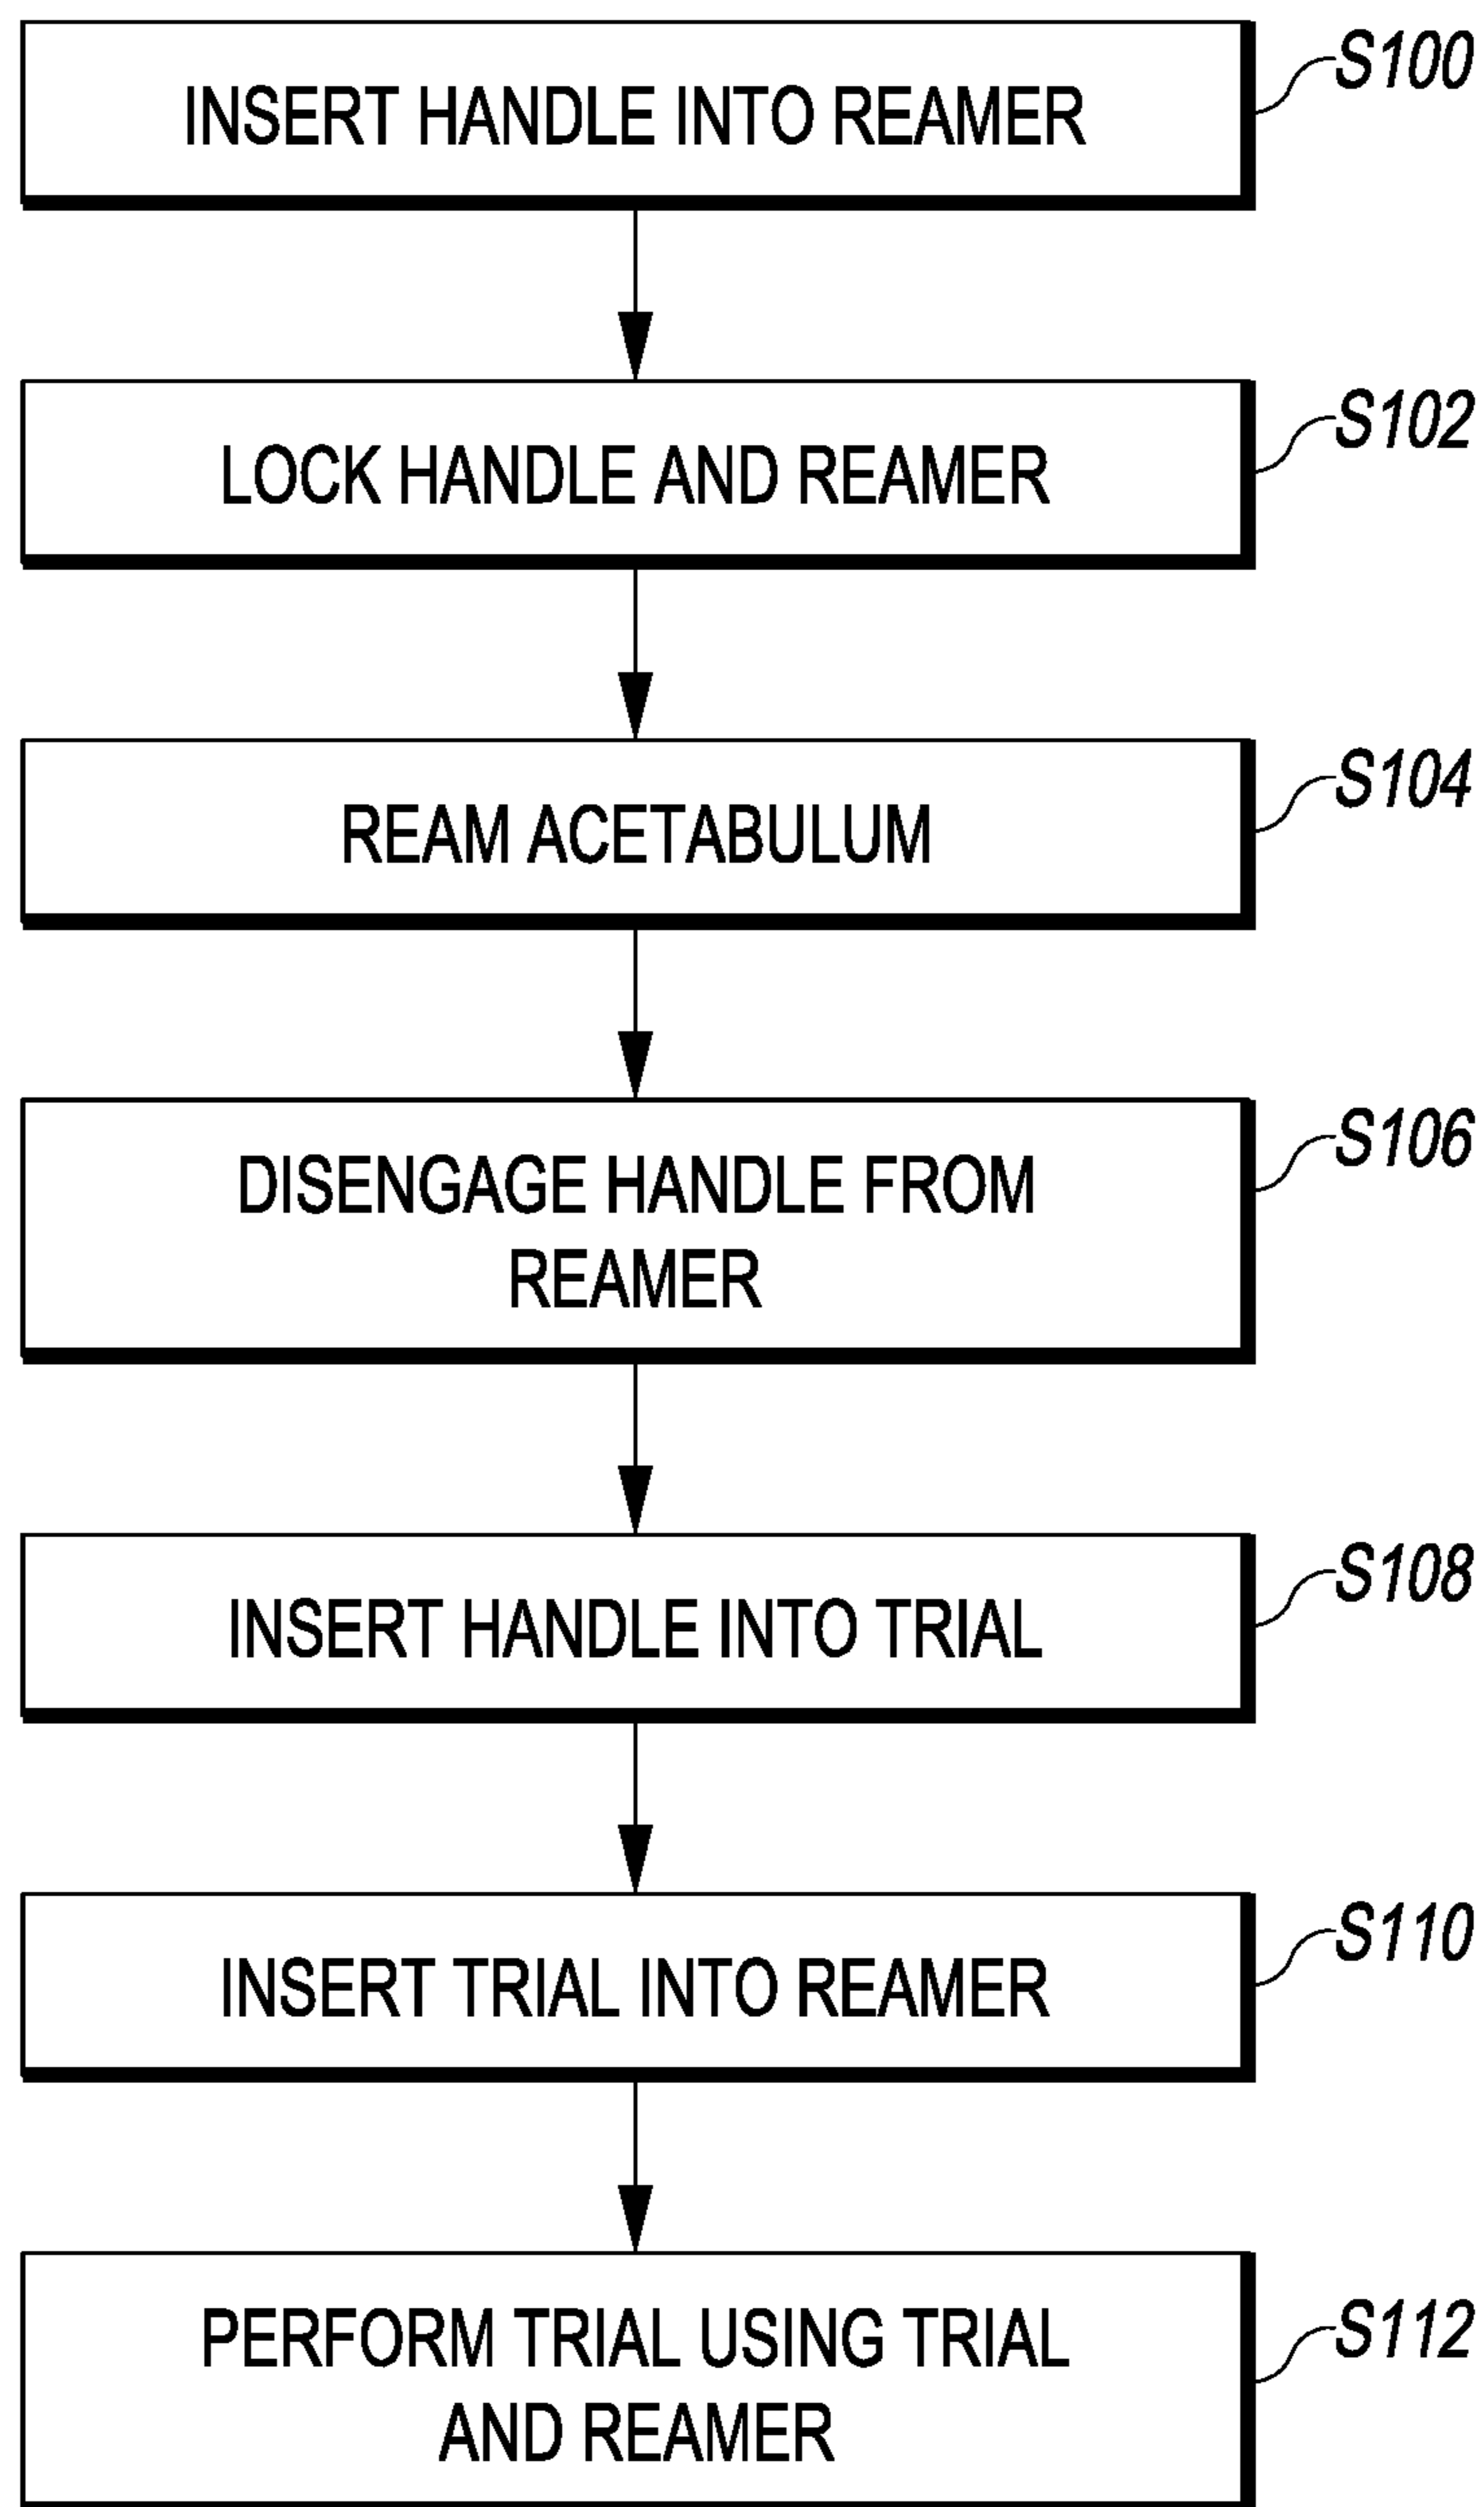 INSERT HANDLE INTO REAMER
S100
LOCK HANDLE AND REAMER
S102
REAM ACETABULUM
S104
DISENGAGE HANDLE FROM
REAMER
S106
INSERT HANDLE INTO TRIAL
S108
INSERT TRIAL INTO REAMER
S110
PERFORM TRIAL USING TRIAL
AND REAMER
S112